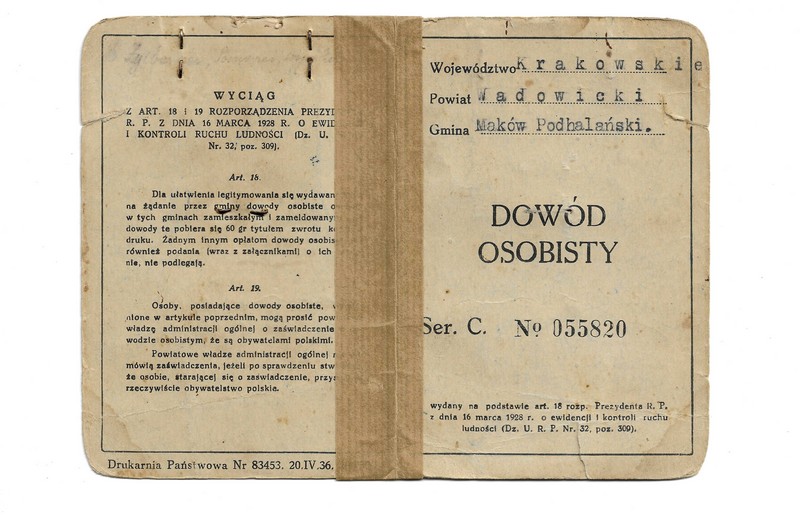 WYCIĄG
Z ART. 18 i 19 ROZPORZĄDZENIA PREZYD
R. P. Z DNIA 16 MARCA 1928 R. O EWID
I KONTROLI RUCHU LUDNOŚCI (Dz. U.
Nr. 32, poz. 309).
Art. 18.
Dla ułatwienia legitymowania się wydawan
na żądanie przez gminy dowody osobiste o
w tych gminach zamieszkałym i zameldowanym
dowody te pobiera się 60 gr tytułem zwrotu k
druku. Żadnym innym opłatom dowody osobis
również podania (wraz z załącznikami) o ich
nie, nie podlegają.
Art. 19.
Osoby, posiadające dowody osobiste,
nione w artykule poprzednim, mogą prosić pow
władzę administracji ogólnej o zaświadczenie
wodzie osobistym, że są obywatelami polskimi.
Powiatowe władze administracji ogólnej
mówią zaświadczenia, jeżeli po sprawdzeniu stw
że osobie, starającej się o zaświadczenie, przys
rzeczywiście obywatelstwo polskie.
Drukarnia Państwowa Nr 83453. 20.IV.36,
Województwo Krakowskie
Powiat Wadowicki
Gmina Maków Podhalański.
DOWÓD
OSOBISTY
Ser. C. № 055820
wydany na podstawie art. 18 rozp. Prezydenta R. P.
z dnia 16 marca 1928 r. o ewidencji i kontroli ruchu
ludności (Dz. U. R. P. Nr. 32, poz. 309).